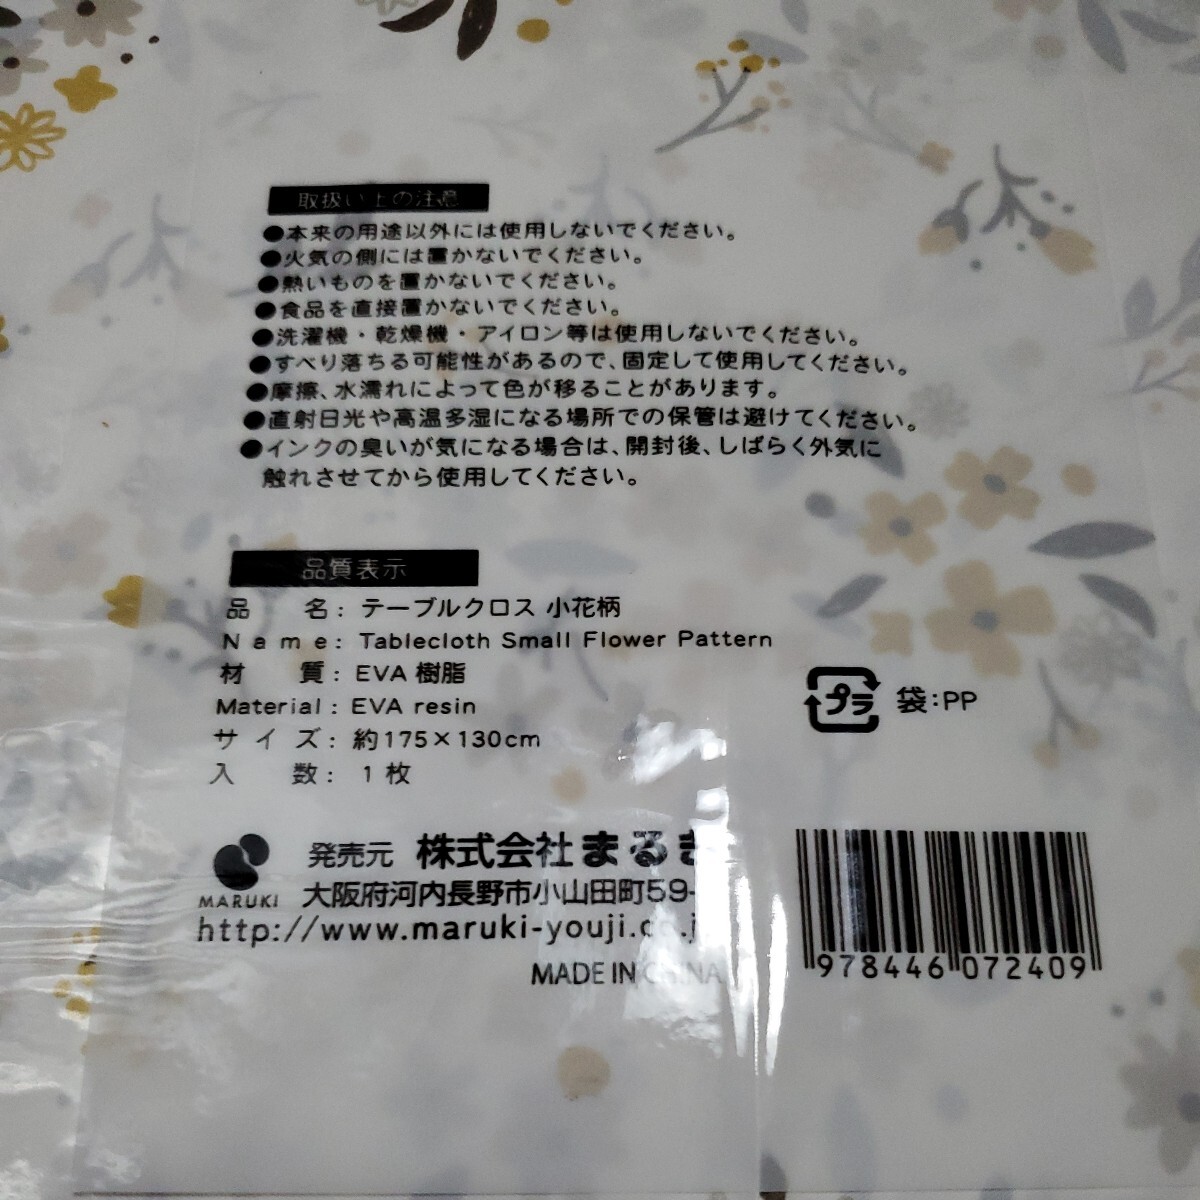 取扱い上の注意
●本来の用途以外には使用しないでください。
●火気の側には置かないでください。
●熱いものを置かないでください。
●食品を直接置かないでください。
●洗濯機・乾燥機・アイロン等は使用しないでください。
●すべり落ちる可能性があるので、固定して使用してください。
●摩擦、水濡れによって色が移ることがあります。
●直射日光や高温多湿になる場所での保管は避けてください。
●インクの臭いが気になる場合は、開封後、しばらく外気に
触れさせてから使用してください。
品質表示
品 名: テーブルクロス 小花柄
Name: Tablecloth Small Flower Pattern
材 質: EVA 樹脂
Material: EVA resin
サイズ: 約175×130cm
入 数: 1枚
プラ 袋:PP
MARUKI
発売元 株式会社まるき
大阪府河内長野市小山田町59-
http://www.maruki-youji.co.j
MADE IN CHINA
978446 072409